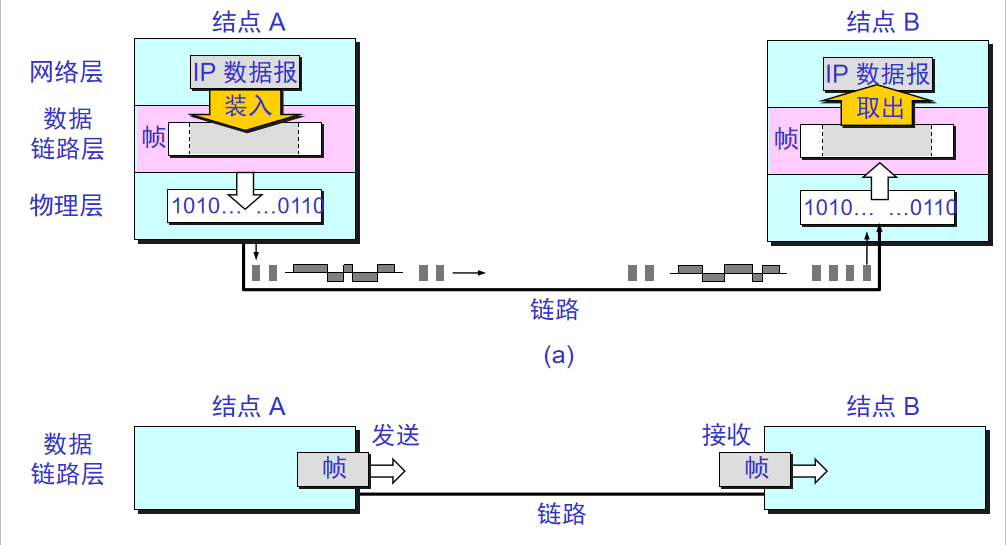 结点 A
结点 B
网络层
IP 数据报
IP 数据报
装入
取出
数据
链路层
帧
帧
物理层
1010… …0110
1010… …0110
链路
(a)
结点 A
结点 B
数据
链路层
发送
接收
帧
帧
链路